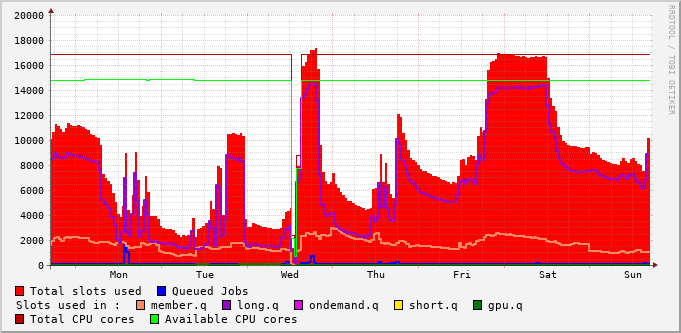 20000
18000
16000
14000
12000
10000
8000
6000
4000
2000
0
Mon Tue Wed Thu Fri Sat Sun
Total slots used Queued Jobs
Slots used in : member.q long.q ondemand.q short.q gpu.q
Total CPU cores Available CPU cores
RRDTOOL / TOBI OETIKER